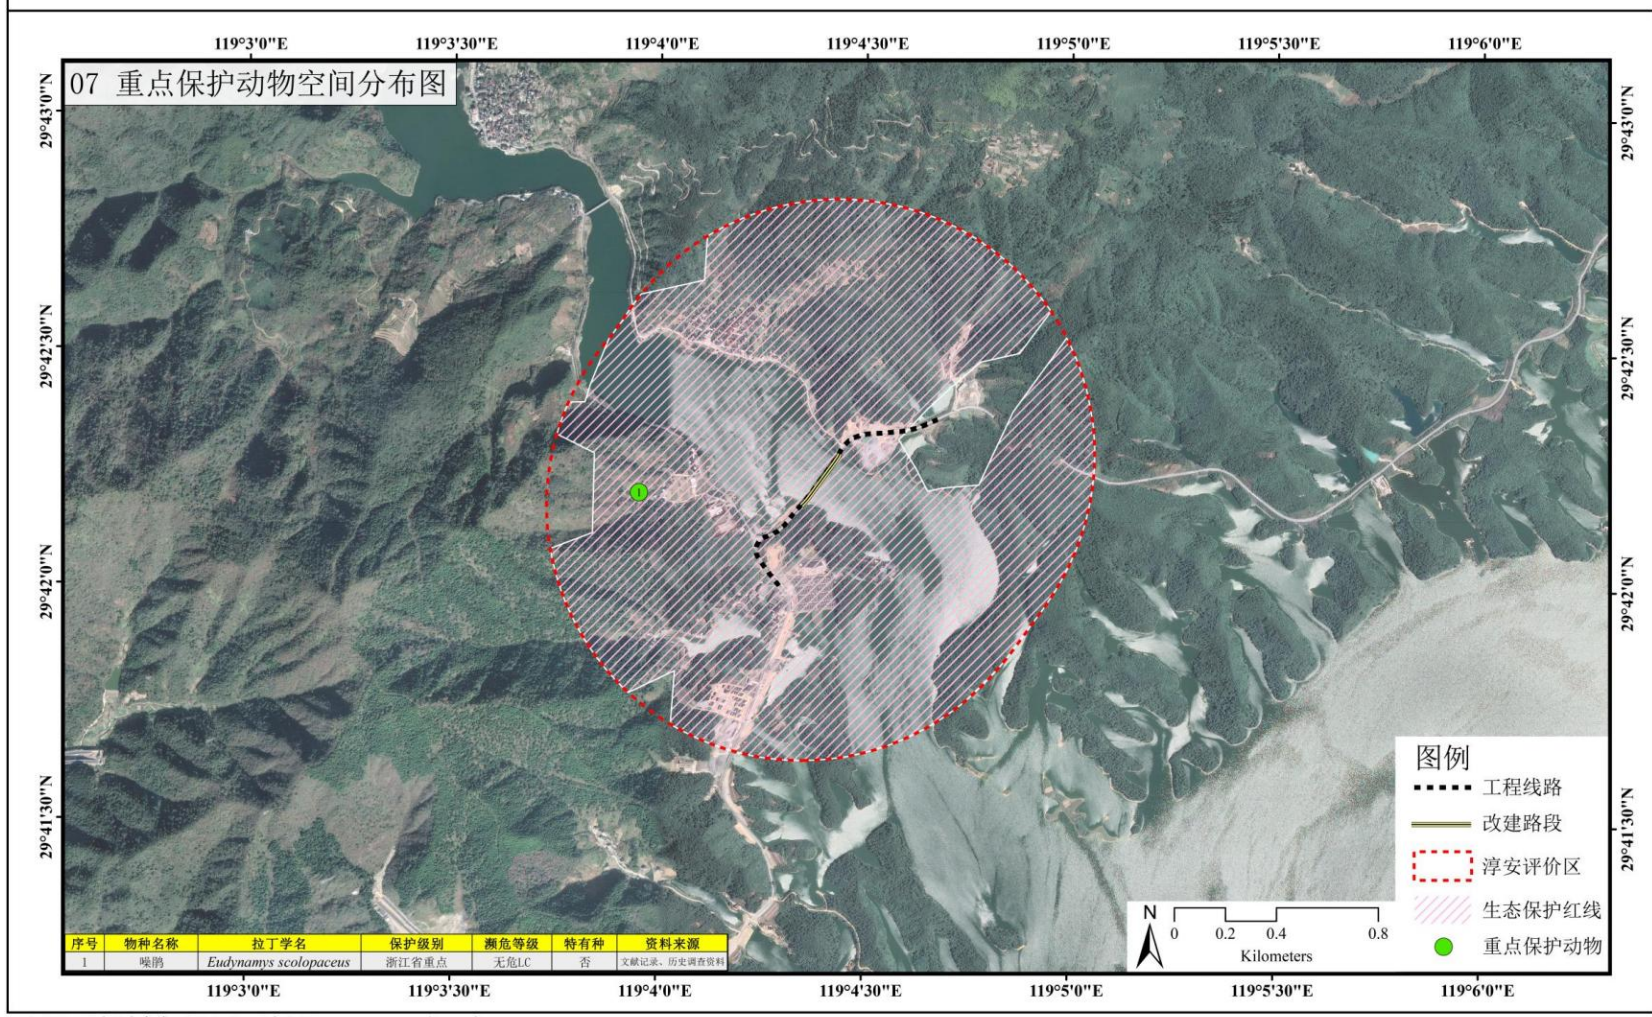 119°3'0"E 119°3'30"E 119°4'0"E 119°4'30"E 119°5'0"E 119°5'30"E 119°6'0"E
07 重点保护动物空间分布图
29°43'0"N 29°43'0"N
29°42'30"N 29°42'30"N
1
29°42'0"N 29°42'0"N
29°41'30"N 29°41'30"N
图例
工程线路
改建路段
淳安评价区
生态保护红线
重点保护动物
N
0 0.2 0.4 0.8
Kilometers
序号 物种名称 拉丁学名 保护级别 濒危等级 特有种 资料来源
1 噪鹃 Eudynamys scolopaceus 浙江省重点 无危LC 否 文献记录、历史调查资料
119°3'0"E 119°3'30"E 119°4'0"E 119°4'30"E 119°5'0"E 119°5'30"E 119°6'0"E